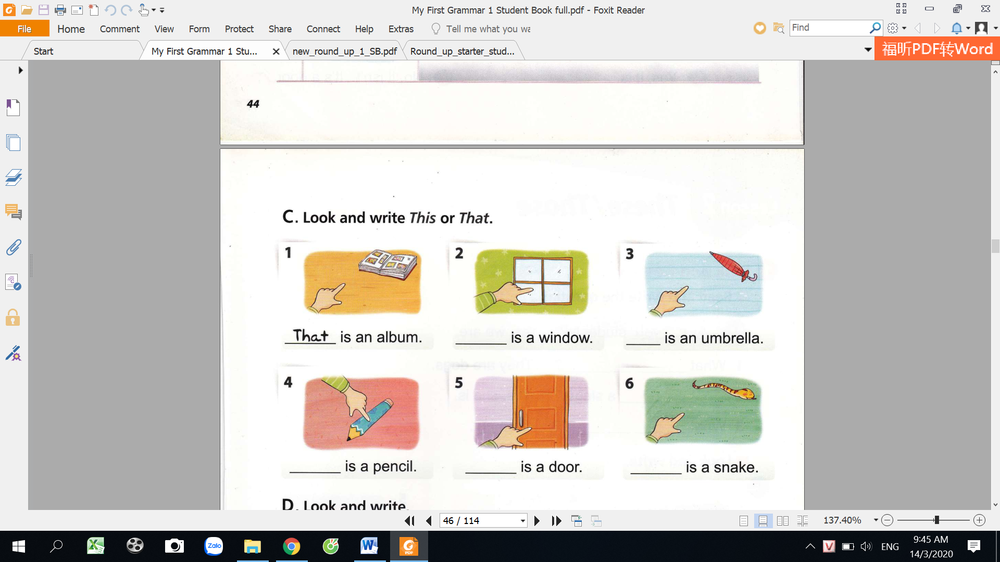 My First Grammar 1 Student Book full.pdf - Foxit Reader
File Home Comment View Form Protect Share Connect Help Extras Tell me what you wa Find
Start My First Grammar 1 Stu... new_round_up_1_SB.pdf Round_up_starter_stud... 福昕PDF转Word
44
C. Look and write This or That.
1 2 3
That is an album. ______ is a window. ____ is an umbrella.
4 5 6
______ is a pencil. ______ is a door. ______ is a snake.
D. Look and write.
46 / 114 137.40%
Zalo PDF V ENG 9:45 AM
14/3/2020